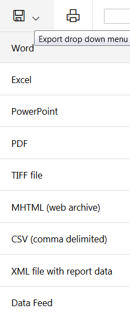 Export drop down menu
Word
Excel
PowerPoint
PDF
TIFF file
MHTML (web archive)
CSV (comma delimited)
XML file with report data
Data Feed